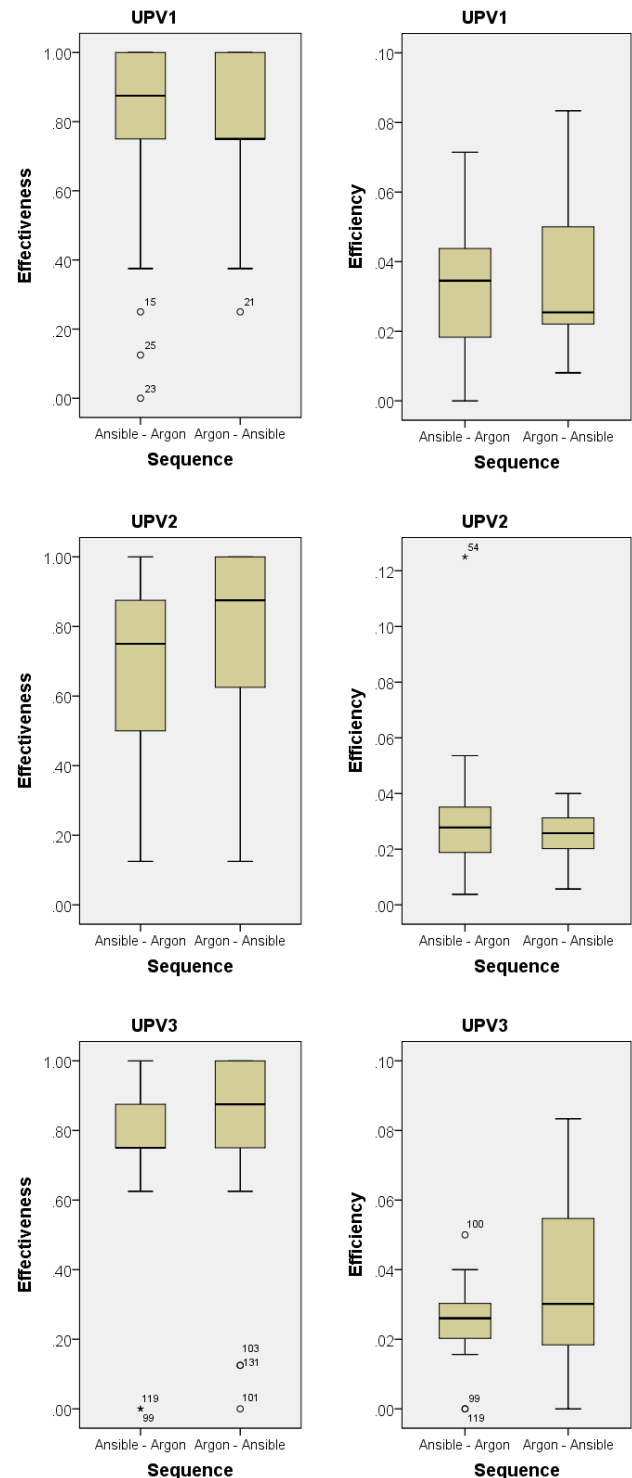 UPV1
1.00
.80
.60
.40
.20
.00
Effectiveness
15
25
23
21
Ansible - Argon
Argon - Ansible
Sequence
UPV1
.10
.08
.06
.04
.02
.00
Efficiency
Ansible - Argon
Argon - Ansible
Sequence
UPV2
1.00
.80
.60
.40
.20
.00
Effectiveness
Ansible - Argon
Argon - Ansible
Sequence
UPV2
.12
.10
.08
.06
.04
.02
.00
Efficiency
54
Ansible - Argon
Argon - Ansible
Sequence
UPV3
1.00
.80
.60
.40
.20
.00
Effectiveness
119
99
103
131
101
Ansible - Argon
Argon - Ansible
Sequence
UPV3
.10
.08
.06
.04
.02
.00
Efficiency
100
99
119
Ansible - Argon
Argon - Ansible
Sequence